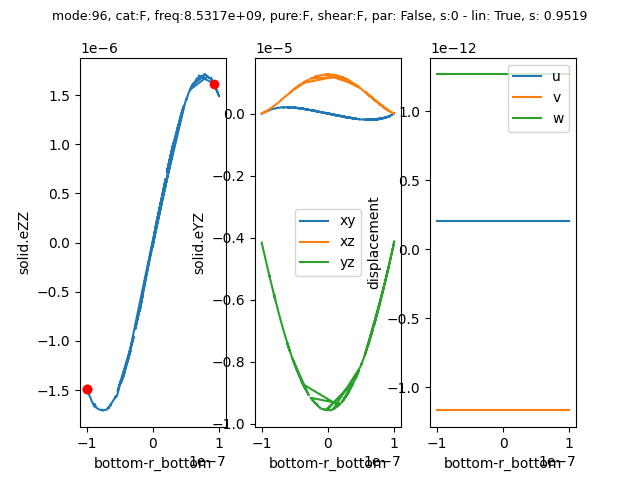 mode:96, cat:F, freq:8.5317e+09, pure:F, shear:F, par: False, s:0 - lin: True, s: 0.9519
1e−6
1.5
1.0
0.5
0.0
−0.5
−1.0
−1.5
solid.eZZ
−1
0
1
1e−7
bottom-r_bottom
1e−5
0.0
−0.2
−0.4
−0.6
−0.8
−1.0
solid.eYZ
xy
xz
yz
−1
0
1
1e−7
bottom-r_bottom
1e−12
1.0
0.5
0.0
−0.5
−1.0
displacement
u
v
w
−1
0
1
1e−7
bottom-r_bottom